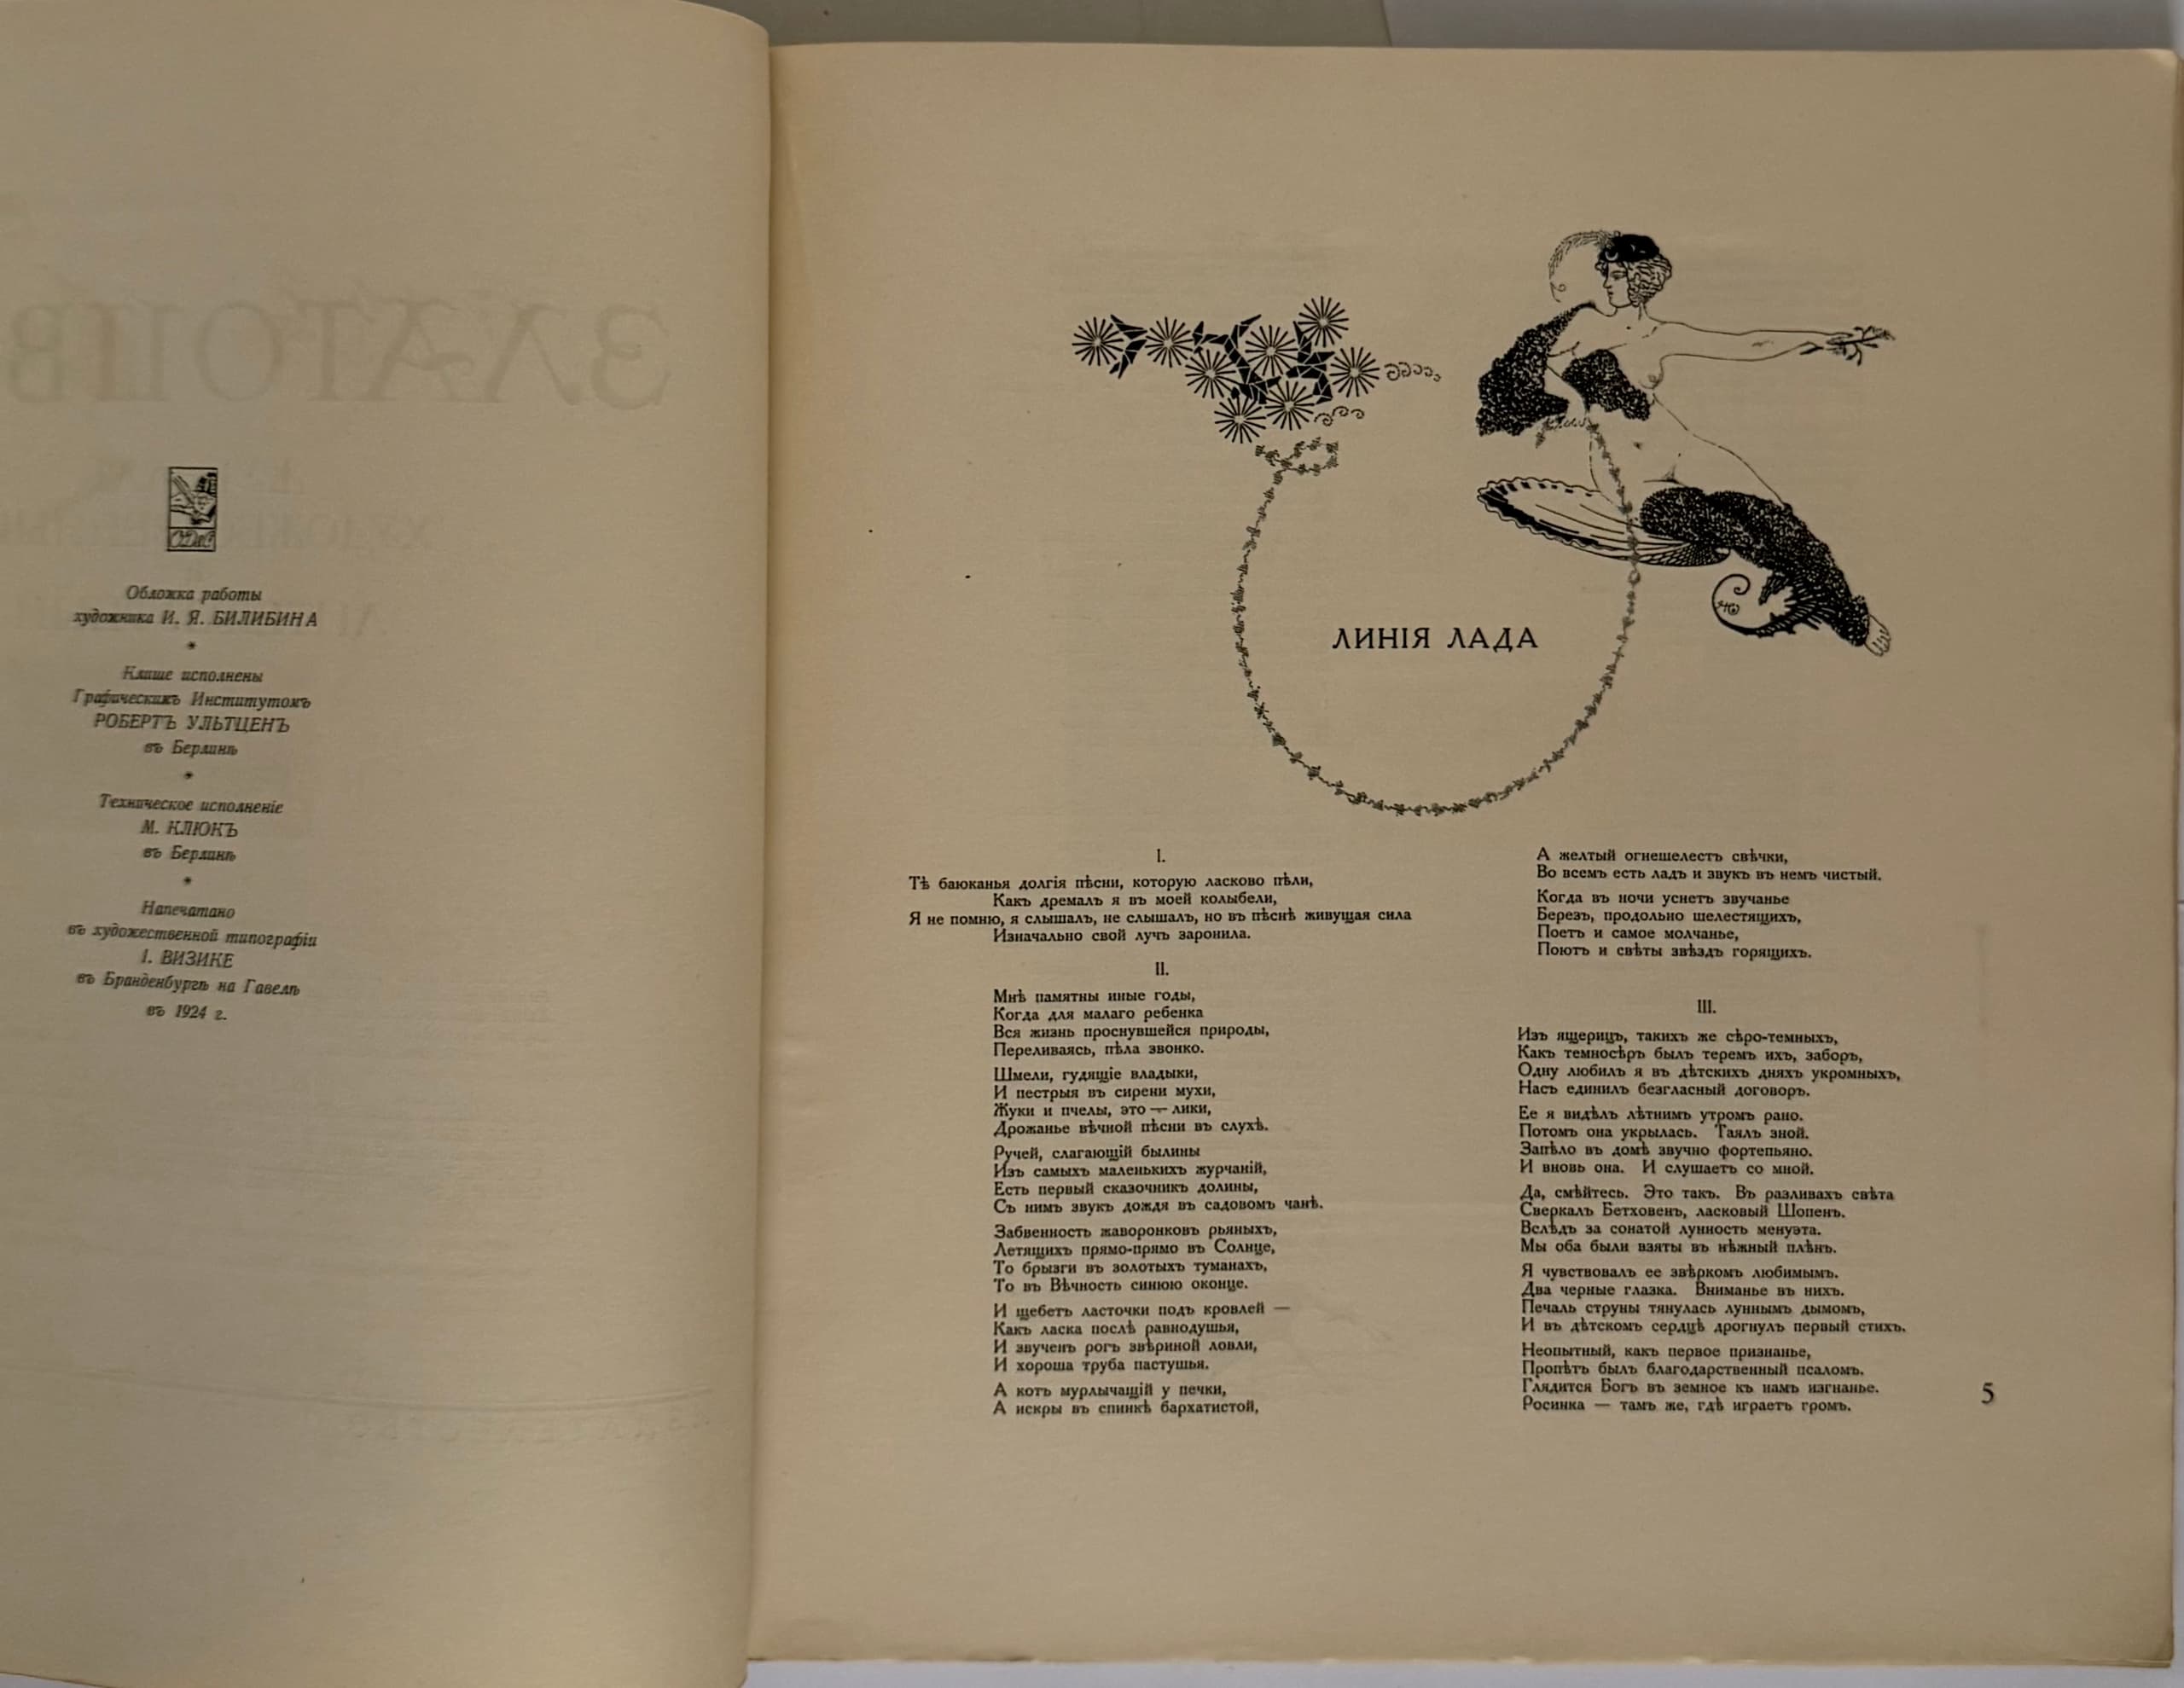 Обложка работы
художника И. Я. БИЛИБИНА
*
Клише исполнены
Графическимъ Институтомъ
РОБЕРТЪ УЛЬТЦЕНЪ
въ Берлинѣ
*
Техническое исполненіе
М. КЛЮКЪ
въ Берлинѣ
*
Напечатано
въ художественной типографіи
І. ВИЗИКЕ
въ Бранденбургѣ на Гавелѣ
въ 1924 г.
ЛИНІЯ ЛАДА
I.
Тѣ баюканья долгія пѣсни, которую ласково пѣли,
Какъ дремалъ я въ моей колыбели,
Я не помню, я слышалъ, не слышалъ, но въ пѣснѣ живущая сила
Изначально свой лучъ заронила.
II.
Мнѣ памятны иные годы,
Когда для малаго ребенка
Вся жизнь проснувшейся природы,
Переливаясь, пѣла звонко.
Шмели, гудящіе владыки,
И пестрыя въ сирени мухи,
Жуки и пчелы, это — лики,
Дрожанье вѣчной пѣсни въ слухѣ.
Ручей, слагающій былины
Изъ самыхъ маленькихъ журчаній,
Есть первый сказочникъ долины,
Съ нимъ звукъ дождя въ садовомъ чанѣ.
Забвенность жаворонковъ рьяныхъ,
Летящихъ прямо-прямо въ Солнце,
То брызги въ золотыхъ туманахъ,
То въ Вѣчность синюю оконце.
И щебетъ ласточки подъ кровлей —
Какъ ласка послѣ равнодушья,
И звученъ рогъ звѣриной ловли,
И хороша труба пастушья.
А котъ мурлычащій у печки,
А искры въ спинкѣ бархатистой,
А желтый огнешелестъ свѣчки,
Во всемъ есть ладъ и звукъ въ немъ чистый.
Когда въ ночи уснетъ звучанье
Березъ, продольно шелестящихъ,
Поетъ и самое молчанье,
Поютъ и свѣты звѣздъ горящихъ.
III.
Изъ ящерицъ, такихъ же сѣро-темныхъ,
Какъ темносѣръ былъ теремъ ихъ, заборъ,
Одну любилъ я въ дѣтскихъ дняхъ укромныхъ,
Насъ единилъ безгласный договоръ.
Ее я видѣлъ лѣтнимъ утромъ рано.
Потомъ она укрылась. Таялъ зной.
Запѣло въ домѣ звучно фортепьяно.
И вновь она. И слушаетъ со мной.
Да, смѣйтесь. Это такъ. Въ разливахъ свѣта
Сверкалъ Бетховенъ, ласковый Шопенъ.
Вслѣдъ за сонатой лунность менуэта.
Мы оба были взяты въ нѣжный плѣнъ.
Я чувствовалъ ее звѣркомъ любимымъ.
Два черные глазка. Вниманье въ нихъ.
Печаль струны тянулась луннымъ дымомъ,
И въ дѣтскомъ сердцѣ дрогнулъ первый стихъ.
Неопытный, какъ первое признанье,
Пропѣтъ былъ благодарственный псаломъ.
Глядится Богъ въ земное къ намъ изгнанье.
Росинка — тамъ же, гдѣ играетъ громъ.
5